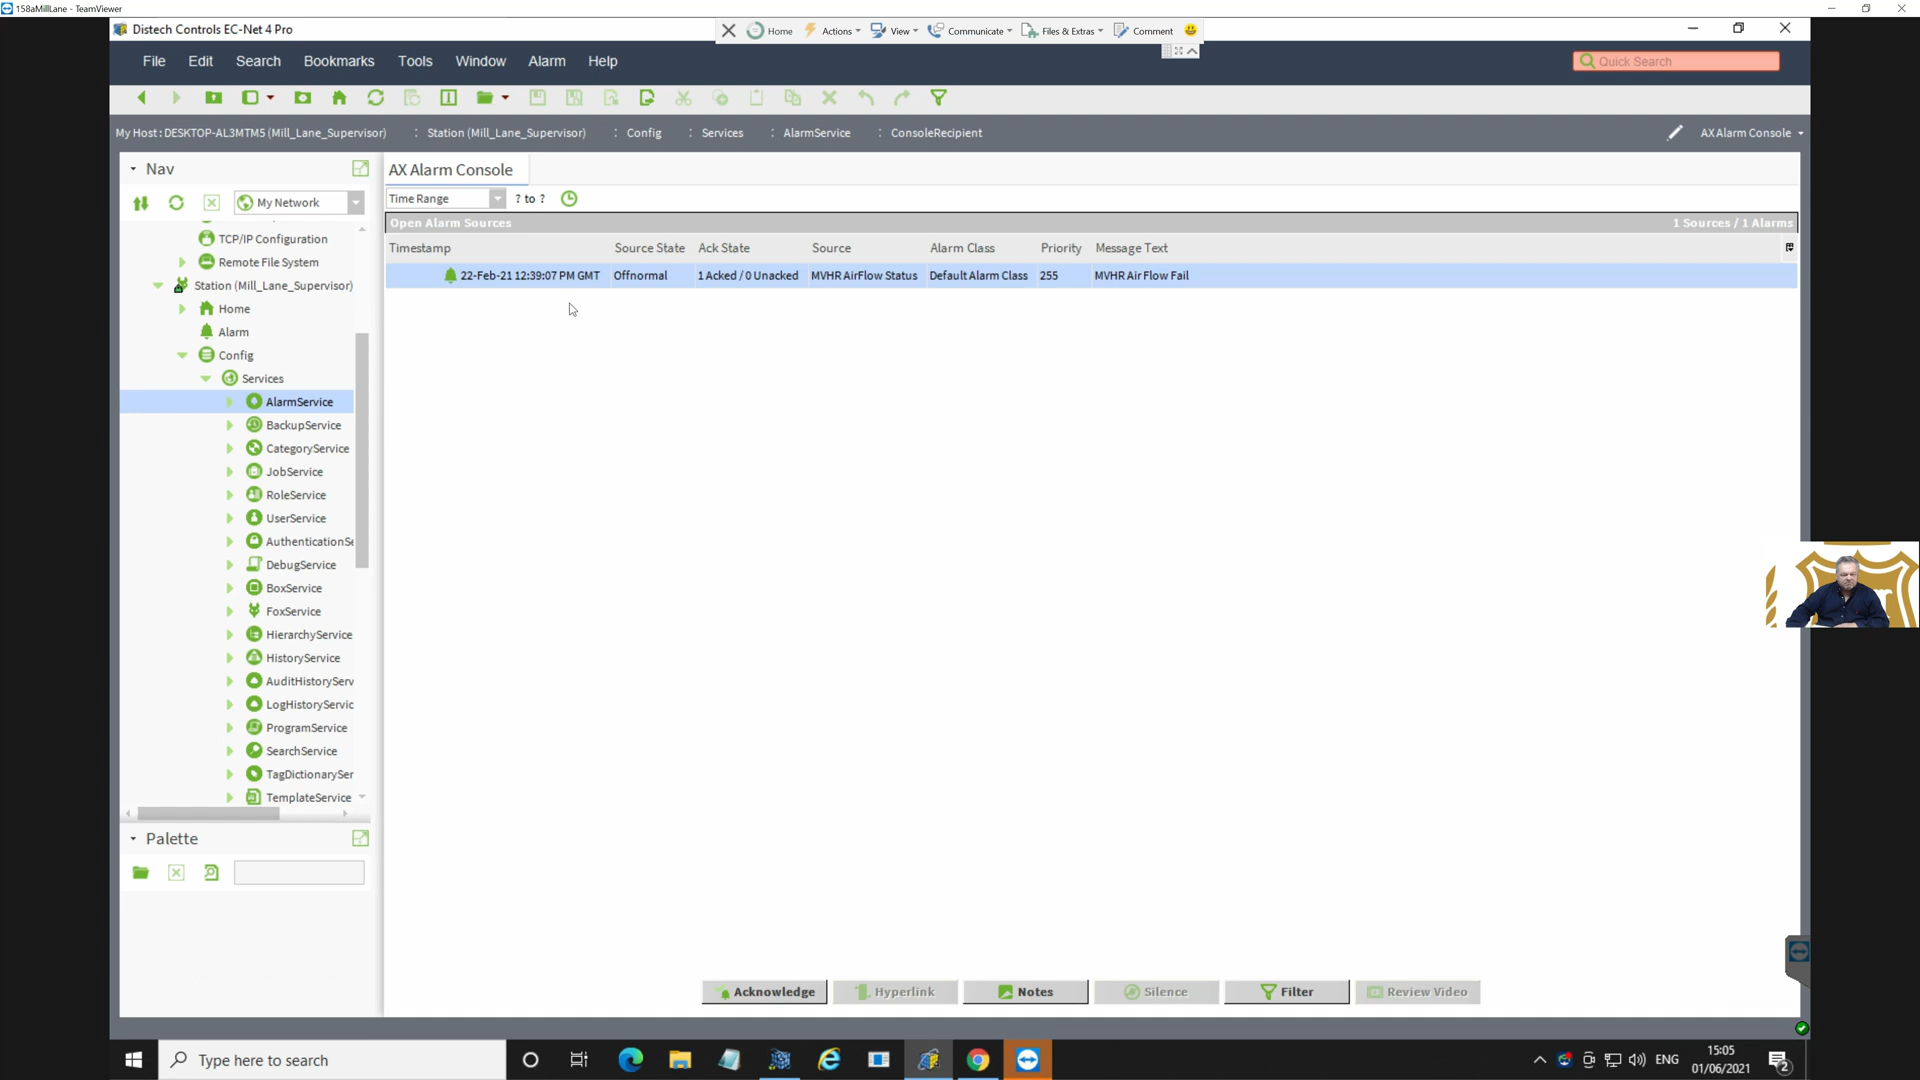 158aMillLane - TeamViewer
Distech Controls EC-Net 4 Pro
Home Actions View Communicate Files & Extras Comment
File Edit Search Bookmarks Tools Window Alarm Help
Quick Search
My Host : DESKTOP-AL3MTM5 (Mill_Lane_Supervisor) : Station (Mill_Lane_Supervisor) : Config : Services : AlarmService : ConsoleRecipient
AX Alarm Console
Nav
My Network
TCP/IP Configuration
Remote File System
Station (Mill_Lane_Supervisor)
Home
Alarm
Config
Services
AlarmService
BackupService
CategoryService
JobService
RoleService
UserService
AuthenticationSe
DebugService
BoxService
FoxService
HierarchyService
HistoryService
AuditHistoryServ
LogHistoryServic
ProgramService
SearchService
TagDictionarySer
TemplateService
Palette
AX Alarm Console
Time Range ? to ?
Open Alarm Sources 1 Sources / 1 Alarms
Timestamp Source State Ack State Source Alarm Class Priority Message Text
22-Feb-21 12:39:07 PM GMT Offnormal 1 Acked / 0 Unacked MVHR AirFlow Status Default Alarm Class 255 MVHR Air Flow Fail
Acknowledge Hyperlink Notes Silence Filter Review Video
Type here to search
ENG
15:05
01/06/2021
2